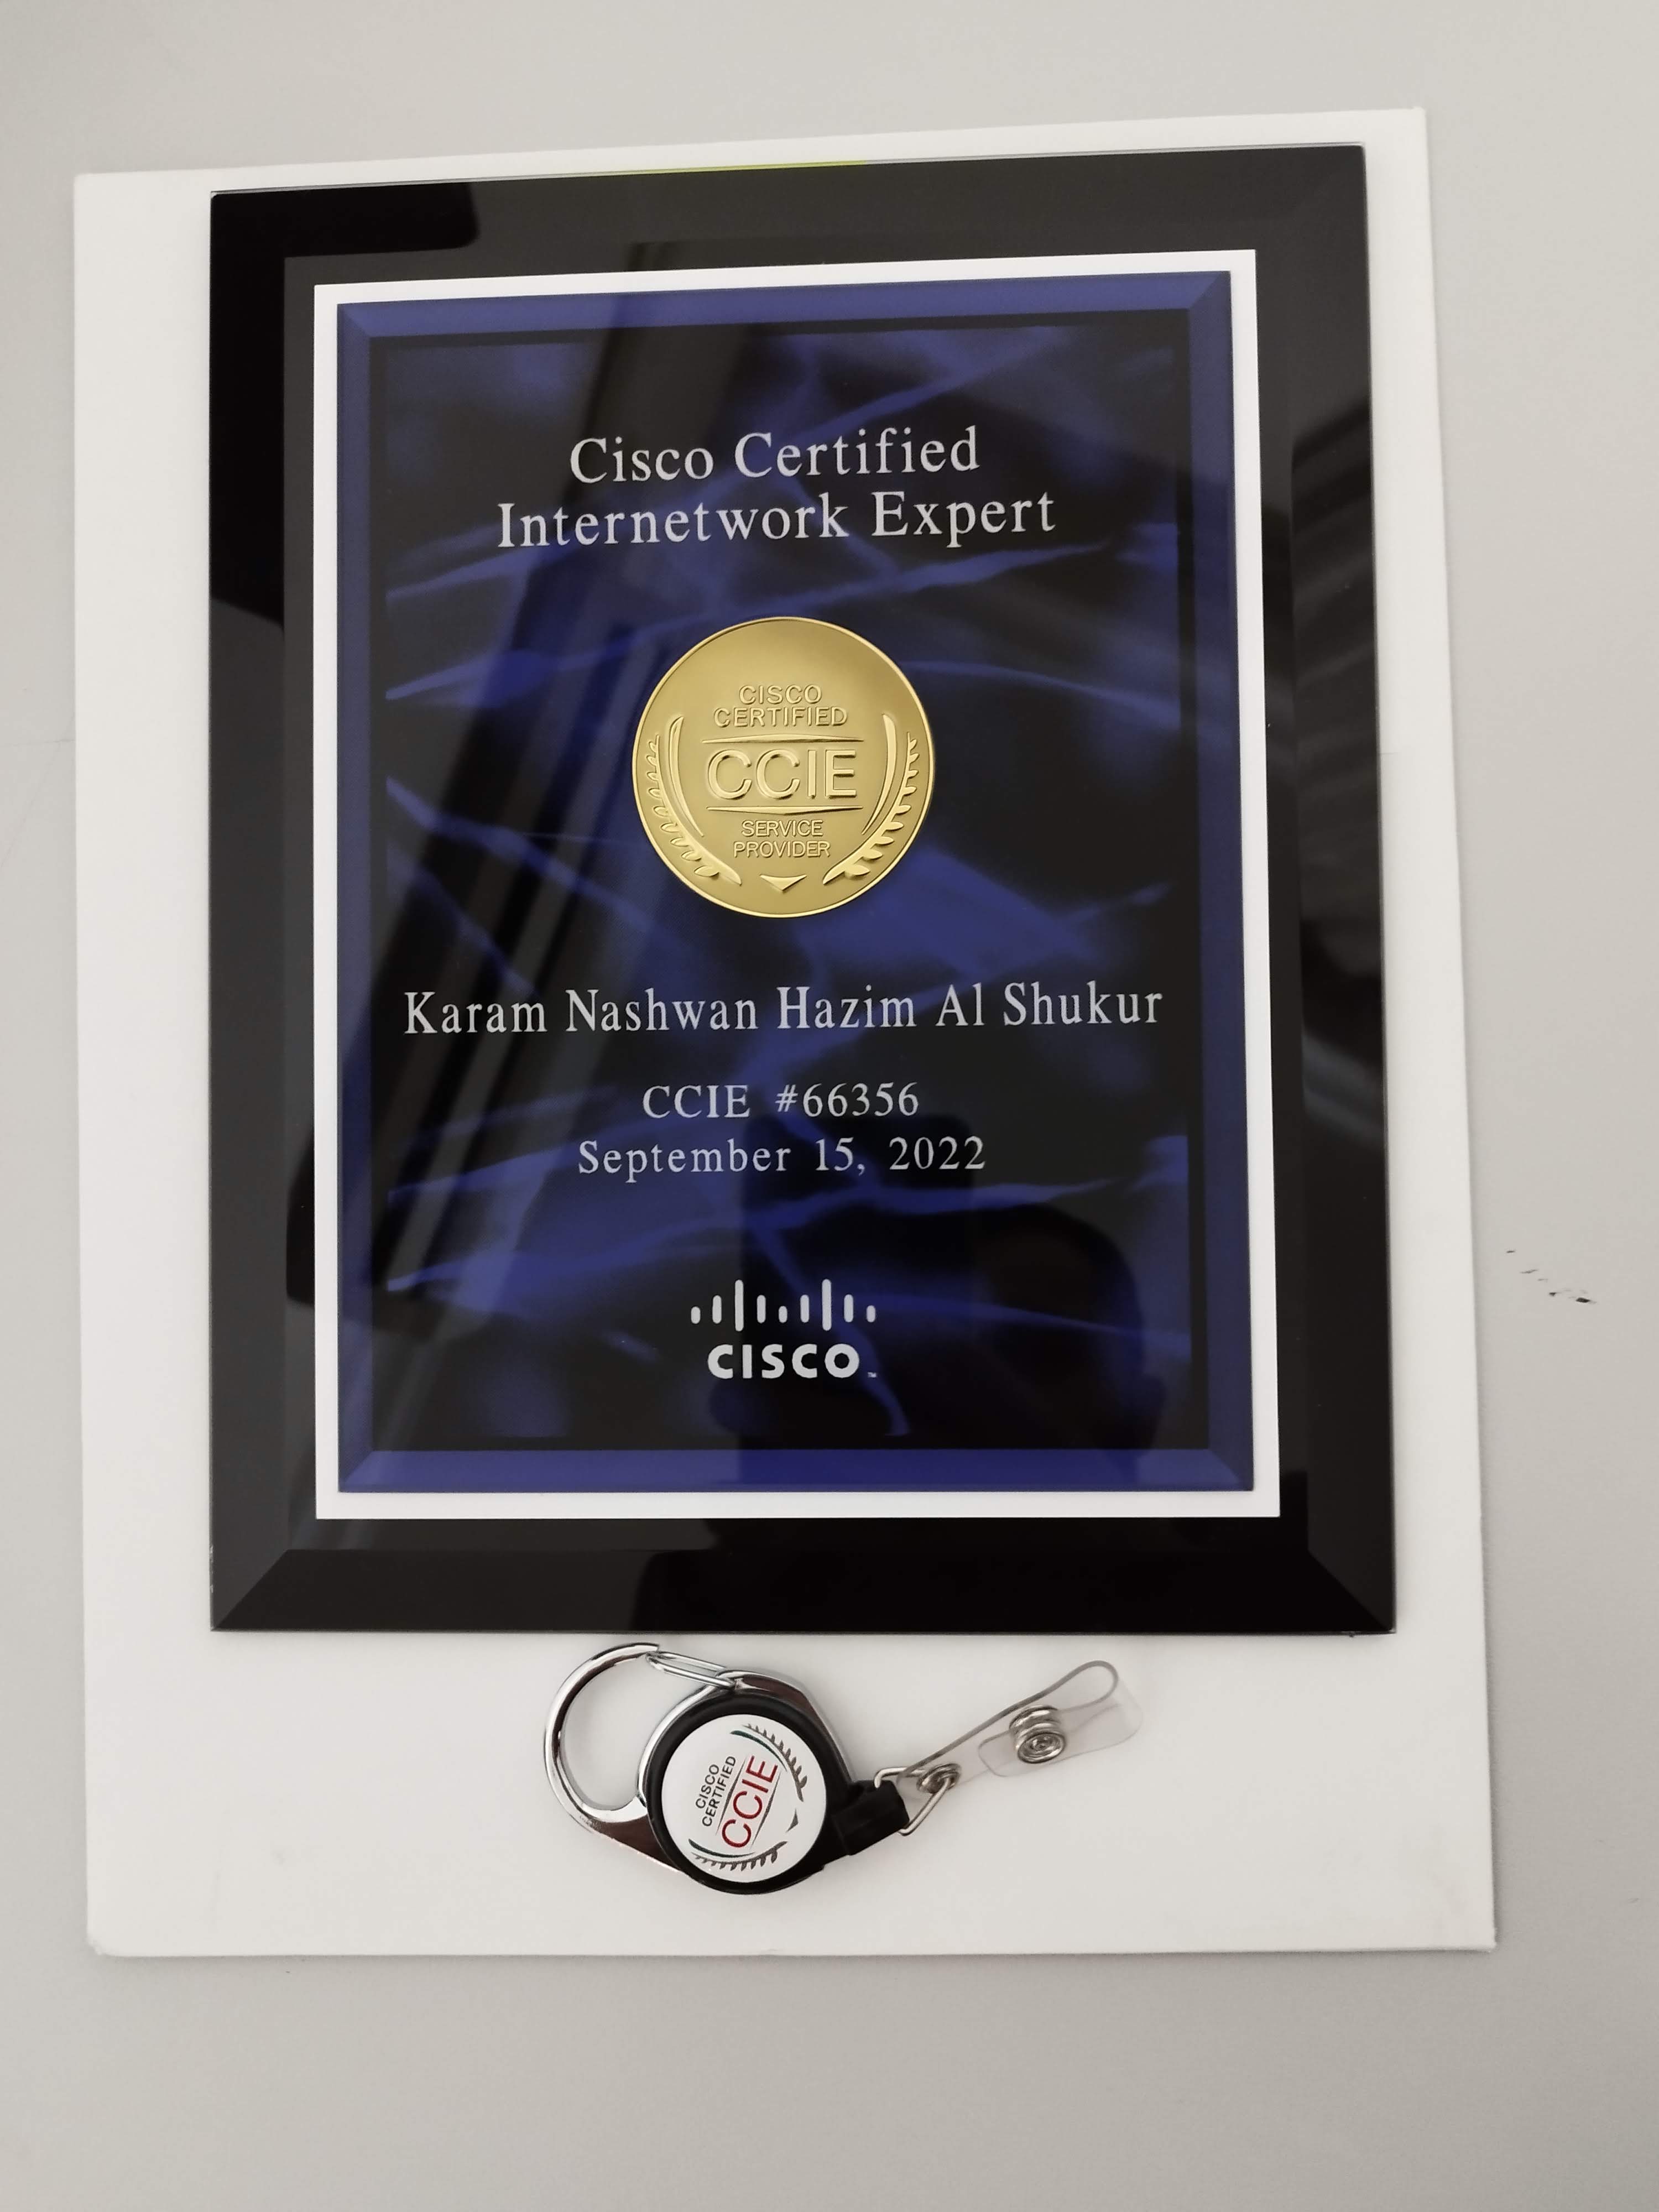 Cisco Certified
Internetwork Expert
CISCO
CERTIFIED
CCIE
SERVICE
PROVIDER
Karam Nashwan Hazim Al Shukur
CCIE #66356
September 15, 2022
CISCO™
CISCO
CERTIFIED
CCIE